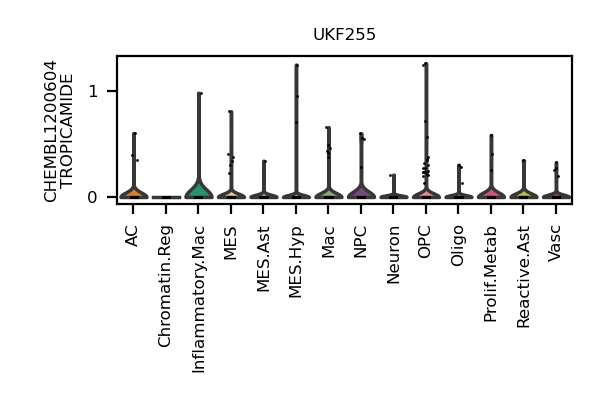 UKF255
CHEMBL1200604
TROPICAMIDE
1
0
AC
Chromatin.Reg
Inflammatory.Mac
MES
MES.Ast
MES.Hyp
Mac
NPC
Neuron
OPC
Oligo
Prolif.Metab
Reactive.Ast
Vasc